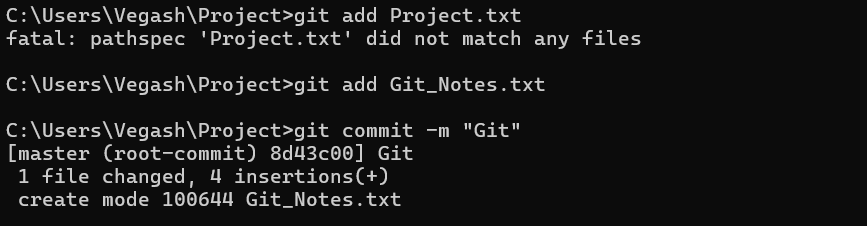 C:\Users\Vegash\Project>git add Project.txt
fatal: pathspec 'Project.txt' did not match any files
C:\Users\Vegash\Project>git add Git_Notes.txt
C:\Users\Vegash\Project>git commit -m "Git"
[master (root-commit) 8d43c00] Git
 1 file changed, 4 insertions(+)
 create mode 100644 Git_Notes.txt